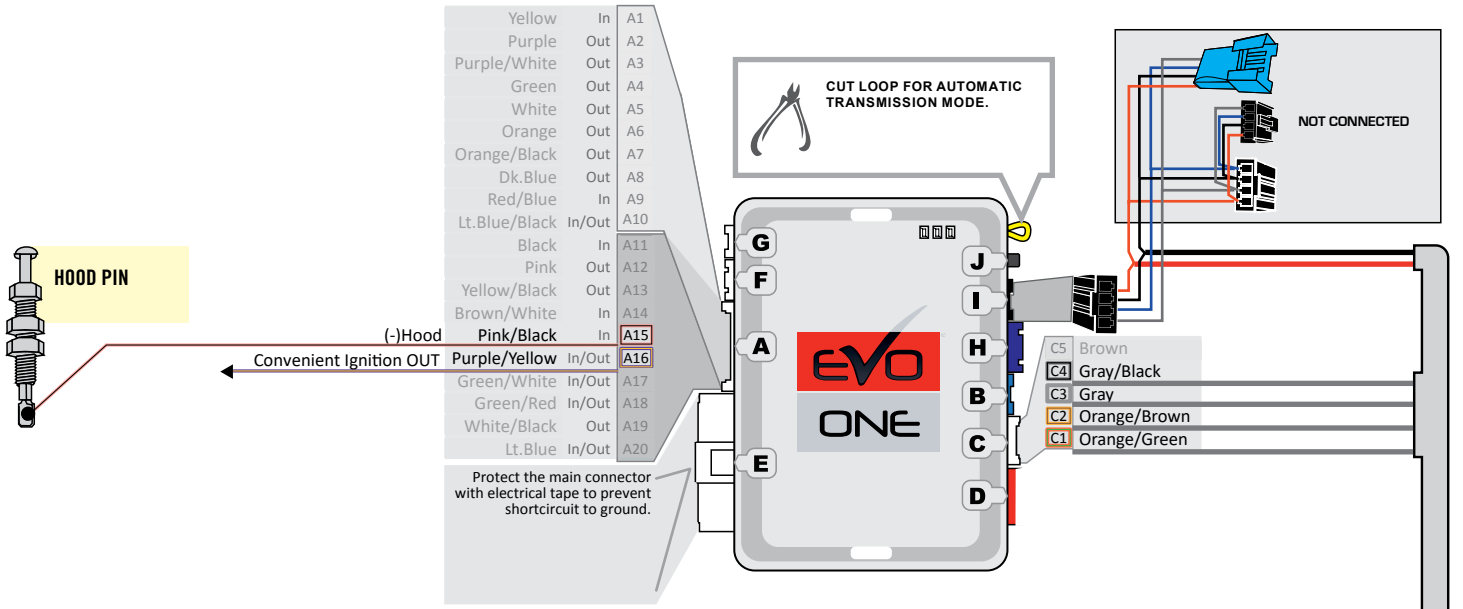 Yellow In A1
Purple Out A2
Purple/White Out A3
Green Out A4
White Out A5
Orange Out A6
Orange/Black Out A7
Dk.Blue Out A8
Red/Blue In A9
Lt.Blue/Black In/Out A10
Black In A11
Pink Out A12
Yellow/Black Out A13
Brown/White In A14
(-)Hood Pink/Black In A15
Convenient Ignition OUT Purple/Yellow In/Out A16
Green/White In/Out A17
Green/Red In/Out A18
White/Black Out A19
Lt.Blue In/Out A20
HOOD PIN
Protect the main connector
with electrical tape to prevent
shortcircuit to ground.
CUT LOOP FOR AUTOMATIC
TRANSMISSION MODE.
NOT CONNECTED
G
F
A
E
J
I
H
B
C
D
EVO
ONE
C5 Brown
C4 Gray/Black
C3 Gray
C2 Orange/Brown
C1 Orange/Green